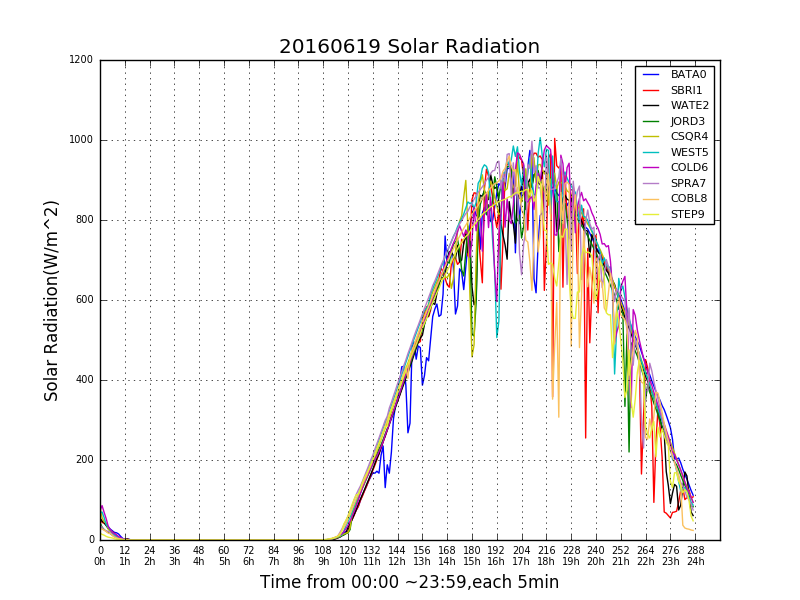 20160619 Solar Radiation
1200
1000
800
600
400
200
0
Solar Radiation(W/m^2)
BATA0
SBRI1
WATE2
JORD3
CSQR4
WEST5
COLD6
SPRA7
COBL8
STEP9
0 12 24 36 48 60 72 84 96 108 120 132 144 156 168 180 192 204 216 228 240 252 264 276 288
0h 1h 2h 3h 4h 5h 6h 7h 8h 9h 10h 11h 12h 13h 14h 15h 16h 17h 18h 19h 20h 21h 22h 23h 24h
Time from 00:00 ~23:59,each 5min